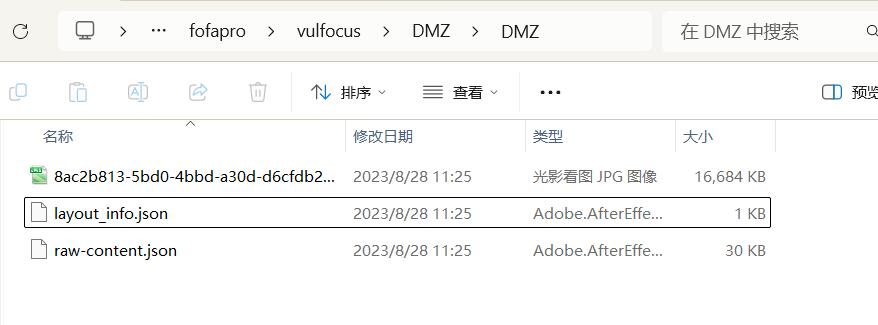 … fofapro vulfocus DMZ DMZ 在 DMZ 中搜索
排序 查看 … 预览
名称 修改日期 类型 大小
8ac2b813-5bd0-4bbd-a30d-d6cfdb2... 2023/8/28 11:25 光影看图 JPG 图像 16,684 KB
layout_info.json 2023/8/28 11:25 Adobe.AfterEffe... 1 KB
raw-content.json 2023/8/28 11:25 Adobe.AfterEffe... 30 KB